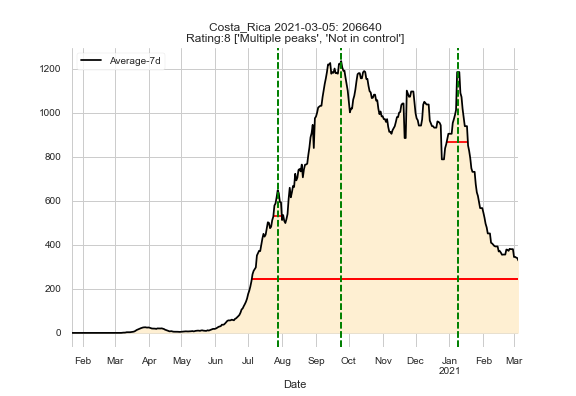 Costa_Rica 2021-03-05: 206640
Rating:8 ['Multiple peaks', 'Not in control']
Average-7d
1200
1000
800
600
400
200
0
Feb Mar Apr May Jun Jul Aug Sep Oct Nov Dec Jan Feb Mar
2021
Date